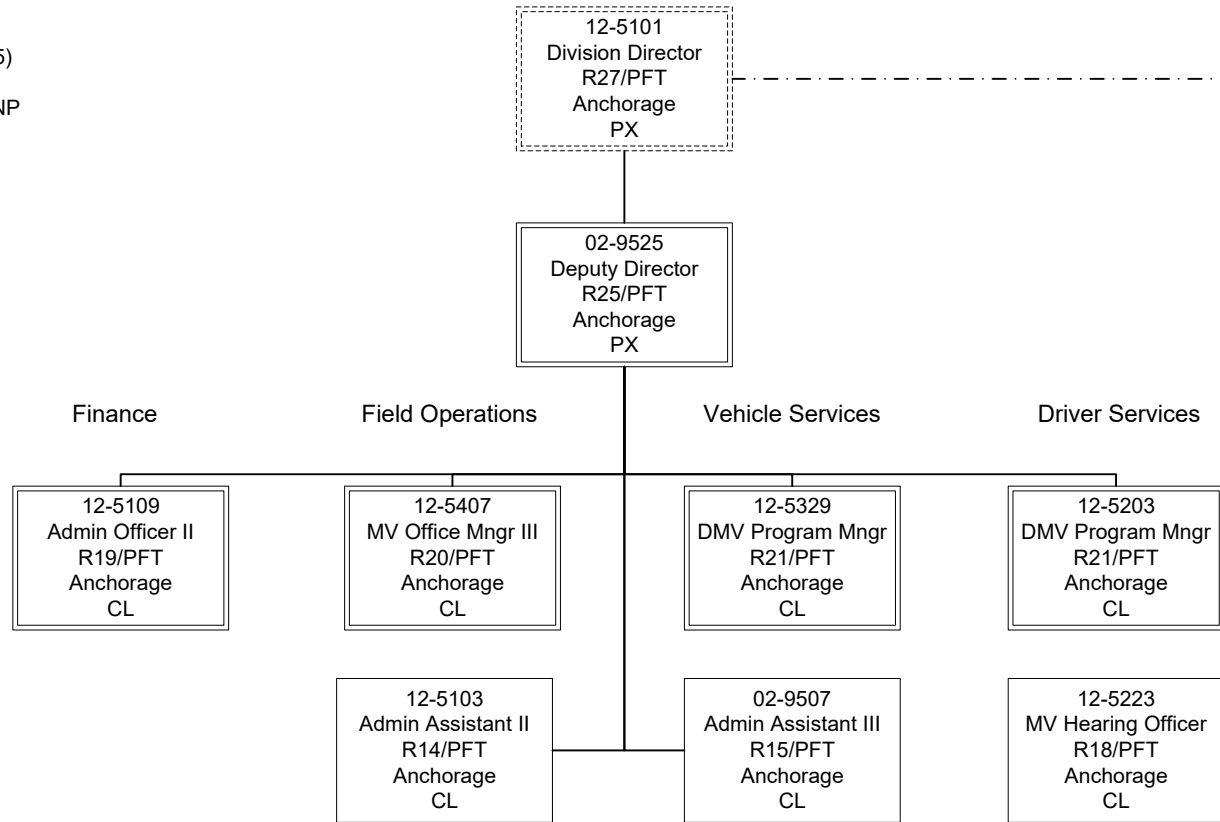 5)
NP
12-5101
Division Director
R27/PFT
Anchorage
PX
02-9525
Deputy Director
R25/PFT
Anchorage
PX
Finance
Field Operations
Vehicle Services
Driver Services
12-5109
Admin Officer II
R19/PFT
Anchorage
CL
12-5407
MV Office Mngr III
R20/PFT
Anchorage
CL
12-5329
DMV Program Mngr
R21/PFT
Anchorage
CL
12-5203
DMV Program Mngr
R21/PFT
Anchorage
CL
12-5103
Admin Assistant II
R14/PFT
Anchorage
CL
02-9507
Admin Assistant III
R15/PFT
Anchorage
CL
12-5223
MV Hearing Officer
R18/PFT
Anchorage
CL